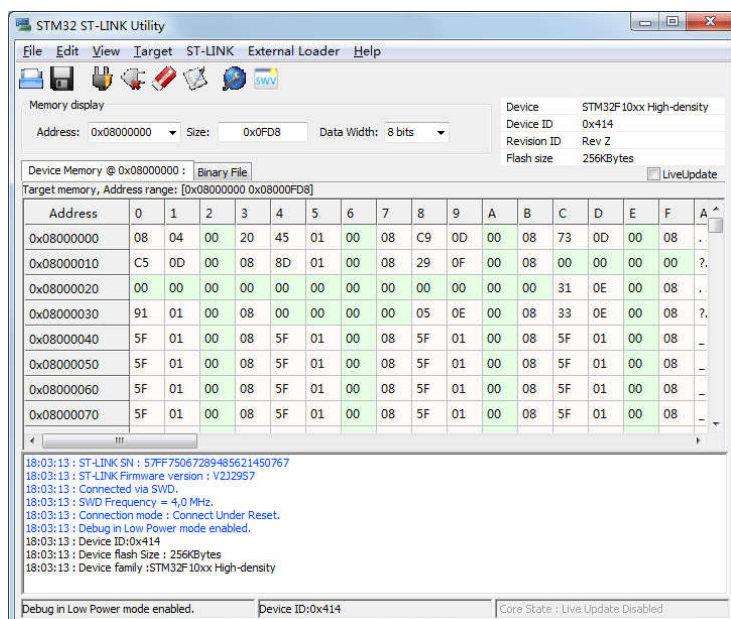 STM32 ST-LINK Utility
File Edit View Target ST-LINK External Loader Help
SWV
Memory display
Address: 0x08000000 Size: 0x0FD8 Data Width: 8 bits
Device STM32F10xx High-density
Device ID 0x414
Revision ID Rev Z
Flash size 256KBytes
LiveUpdate
Device Memory @ 0x08000000 : Binary File
Target memory, Address range: [0x08000000 0x08000FD8]
Address 0 1 2 3 4 5 6 7 8 9 A B C D E F A
0x08000000 08 04 00 20 45 01 00 08 C9 0D 00 08 73 0D 00 08 .
0x08000010 C5 0D 00 08 8D 01 00 08 29 0F 00 08 00 00 00 00 ?.
0x08000020 00 00 00 00 00 00 00 00 00 00 00 00 31 0E 00 08 .
0x08000030 91 01 00 08 00 00 00 00 05 0E 00 08 33 0E 00 08 ?.
0x08000040 5F 01 00 08 5F 01 00 08 5F 01 00 08 5F 01 00 08 _
0x08000050 5F 01 00 08 5F 01 00 08 5F 01 00 08 5F 01 00 08 _
0x08000060 5F 01 00 08 5F 01 00 08 5F 01 00 08 5F 01 00 08 _
0x08000070 5F 01 00 08 5F 01 00 08 5F 01 00 08 5F 01 00 08 _
18:03:13 : ST-LINK SN : 57FF75067289485621450767
18:03:13 : ST-LINK Firmware version : V2J29S7
18:03:13 : Connected via SWD.
18:03:13 : SWD Frequency = 4,0 MHz.
18:03:13 : Connection mode : Connect Under Reset.
18:03:13 : Debug in Low Power mode enabled.
18:03:13 : Device ID:0x414
18:03:13 : Device flash Size : 256KBytes
18:03:13 : Device family :STM32F10xx High-density
Debug in Low Power mode enabled. Device ID:0x414 Core State : Live Update Disabled